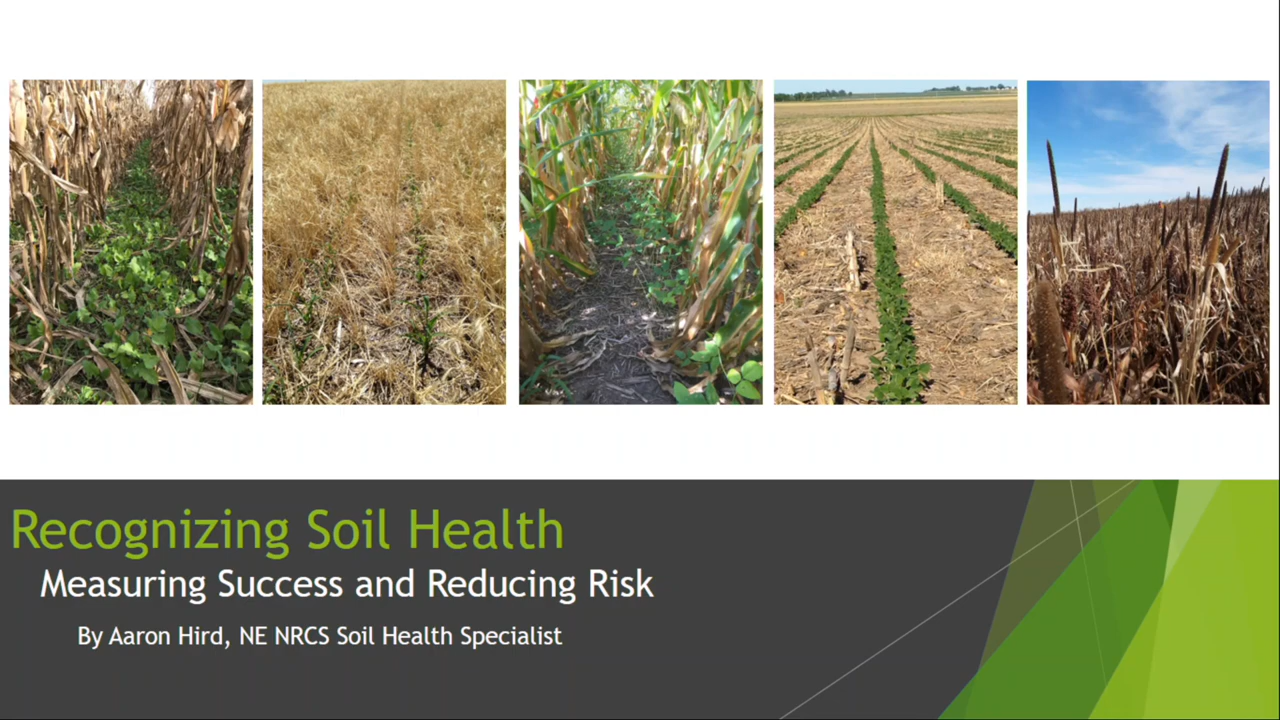 Recognizing Soil Health
Measuring Success and Reducing Risk
By Aaron Hird, NE NRCS Soil Health Specialist